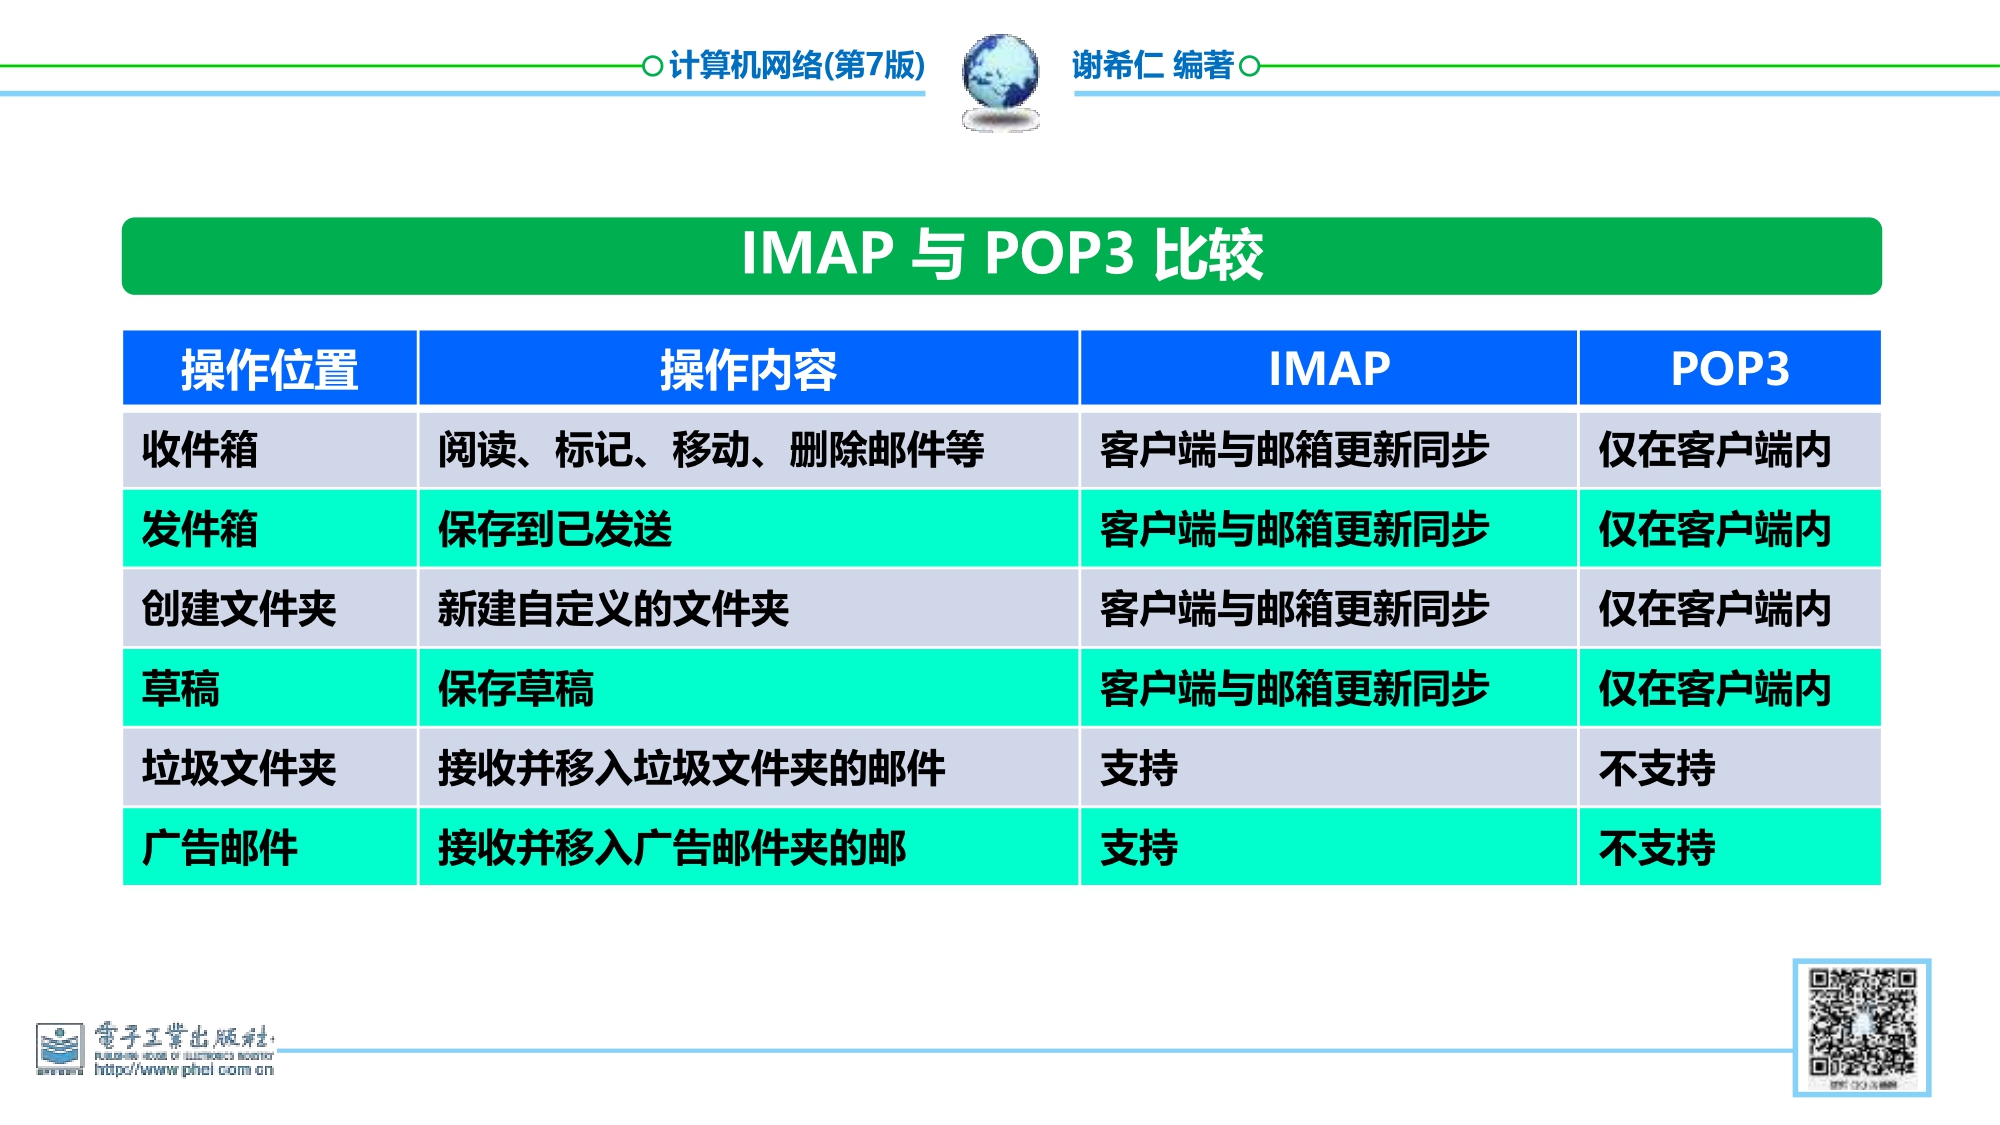 计算机网络(第7版) 谢希仁 编著
IMAP 与 POP3 比较
操作位置 操作内容 IMAP POP3
收件箱 阅读、标记、移动、删除邮件等 客户端与邮箱更新同步 仅在客户端内
发件箱 保存到已发送 客户端与邮箱更新同步 仅在客户端内
创建文件夹 新建自定义的文件夹 客户端与邮箱更新同步 仅在客户端内
草稿 保存草稿 客户端与邮箱更新同步 仅在客户端内
垃圾文件夹 接收并移入垃圾文件夹的邮件 支持 不支持
广告邮件 接收并移入广告邮件夹的邮 支持 不支持
電子工業出版社
PUBLISHING HOUSE OF ELECTRONICS INDUSTRY
http://www.phei.com.cn